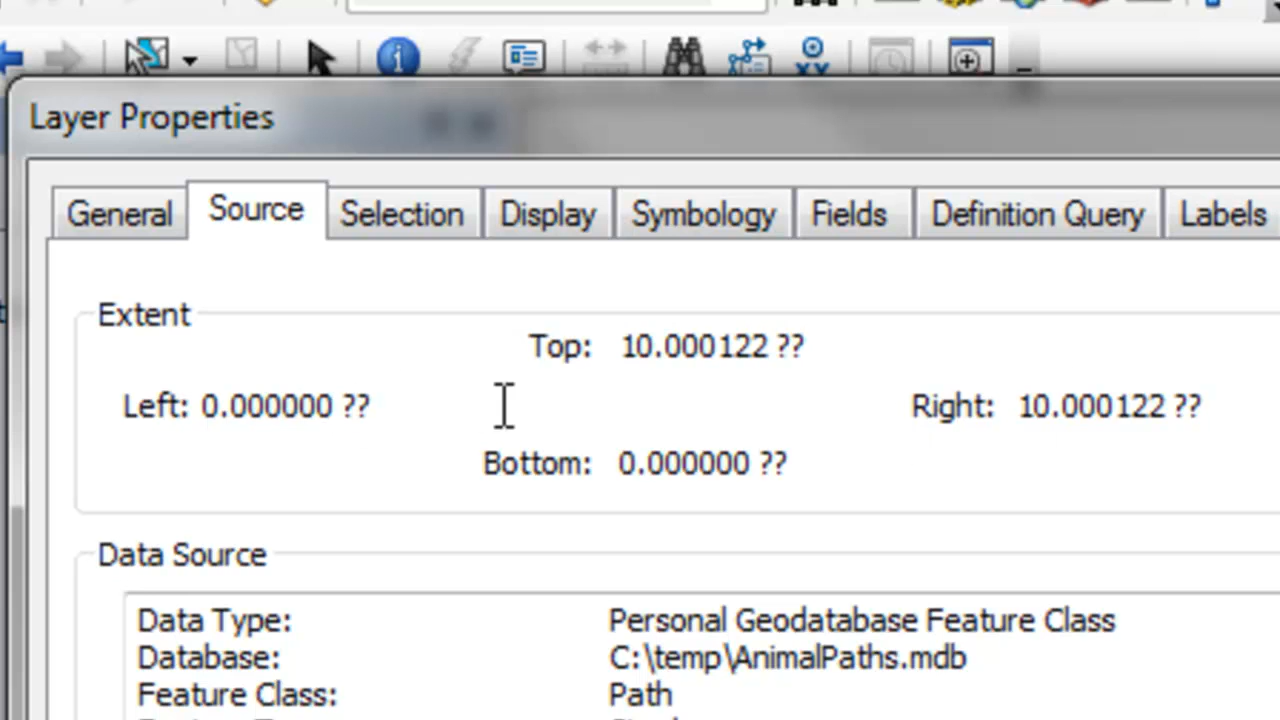 Layer Properties
General Source Selection Display Symbology Fields Definition Query Labels
Extent
Top: 10.000122 ??
Left: 0.000000 ?? Right: 10.000122 ??
Bottom: 0.000000 ??
Data Source
Data Type: Personal Geodatabase Feature Class
Database: C:\temp\AnimalPaths.mdb
Feature Class: Path